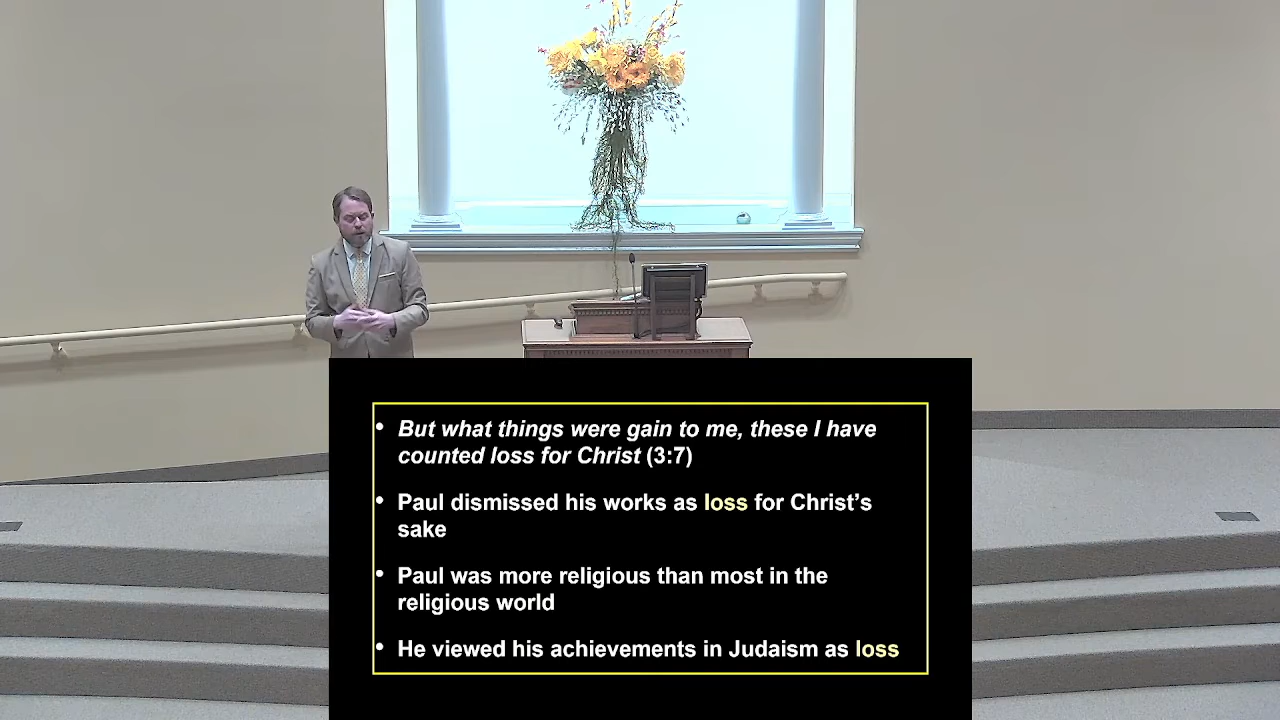 • But what things were gain to me, these I have
counted loss for Christ (3:7)
• Paul dismissed his works as loss for Christ’s
sake
• Paul was more religious than most in the
religious world
• He viewed his achievements in Judaism as loss